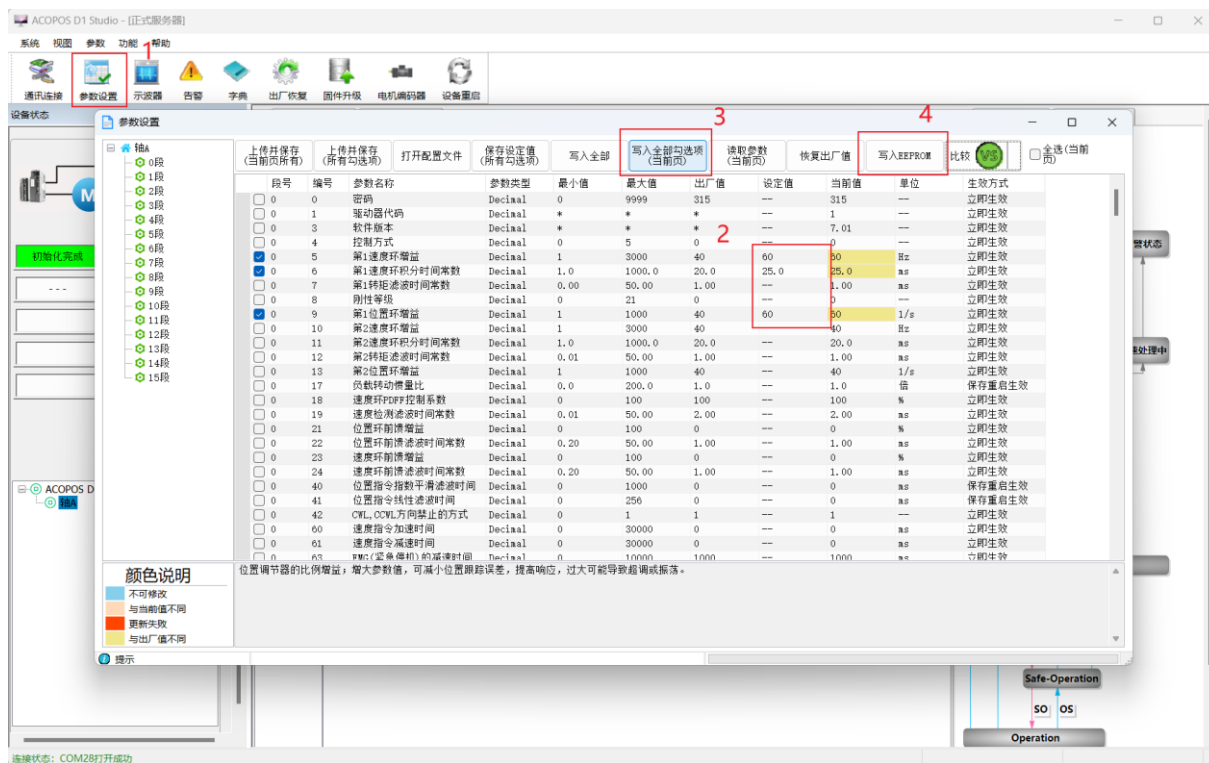 ACOPOS D1 Studio - [正式服务器]
系统 视图 参数 功能 帮助
1
通讯连接 参数设置 示波器 告警 字典 出厂恢复 固件升级 电机编码器 设备重启
设备状态
参数设置
3
4
轴A
0段
1段
2段
3段
4段
5段
6段
7段
8段
9段
10段
11段
12段
13段
14段
15段
上传并保存(当前页所有) 上传并保存(所有勾选项) 打开配置文件 保存设定值(所有勾选项) 写入全部 写入全部勾选项(当前页) 读取参数(当前页) 恢复出厂值 写入EEPROM 比较 VS 全选(当前页)
段号 编号 参数名称 参数类型 最小值 最大值 出厂值 设定值 当前值 单位 生效方式
0 0 密码 Decimal 0 9999 315 -- 315 -- 立即生效
0 1 驱动器代码 Decimal * * * -- 1 -- 立即生效
0 3 软件版本 Decimal * * * -- 7.01 -- 立即生效
2
0 4 控制方式 Decimal 0 5 0 -- 0 -- 立即生效
0 5 第1速度环增益 Decimal 1 3000 40 60 60 Hz 立即生效
0 6 第1速度环积分时间常数 Decimal 1.0 1000.0 20.0 25.0 25.0 ms 立即生效
0 7 第1转矩滤波时间常数 Decimal 0.00 50.00 1.00 -- 1.00 ms 立即生效
0 8 刚性等级 Decimal 0 21 0 -- 0 -- 立即生效
0 9 第1位置环增益 Decimal 1 1000 40 60 60 1/s 立即生效
0 10 第2速度环增益 Decimal 1 3000 40 -- 40 Hz 立即生效
0 11 第2速度环积分时间常数 Decimal 1.0 1000.0 20.0 -- 20.0 ms 立即生效
0 12 第2转矩滤波时间常数 Decimal 0.01 50.00 1.00 -- 1.00 ms 立即生效
0 13 第2位置环增益 Decimal 1 1000 40 -- 40 1/s 立即生效
0 17 负载转动惯量比 Decimal 0.0 200.0 1.0 -- 1.0 倍 保存重启生效
0 18 速度环PDFF控制系数 Decimal 0 100 100 -- 100 % 立即生效
0 19 速度检测滤波时间常数 Decimal 0.01 50.00 2.00 -- 2.00 ms 立即生效
0 21 位置环前馈增益 Decimal 0 100 0 -- 0 % 立即生效
0 22 位置环前馈滤波时间常数 Decimal 0.20 50.00 1.00 -- 1.00 ms 立即生效
0 23 速度环前馈增益 Decimal 0 100 0 -- 0 % 立即生效
0 24 速度环前馈滤波时间常数 Decimal 0.20 50.00 1.00 -- 1.00 ms 立即生效
0 40 位置指令指数平滑滤波时间 Decimal 0 1000 0 -- 0 ms 保存重启生效
0 41 位置指令线性滤波时间 Decimal 0 256 0 -- 0 ms 保存重启生效
0 42 CWL,CCWL方向禁止的方式 Decimal 0 1 1 -- 1 -- 立即生效
0 60 速度指令加速时间 Decimal 0 30000 0 -- 0 ms 立即生效
0 61 速度指令减速时间 Decimal 0 30000 0 -- 0 ms 立即生效
0 63 EMG(紧急停机)的减速时间 Decimal 0 10000 1000 -- 1000 ms 立即生效
位置调节器的比例增益；增大参数值，可减小位置跟踪误差，提高响应，过大可能导致超调或振荡。
颜色说明
不可修改
与当前值不同
更新失败
与出厂值不同
提示
M
初始化完成
---
ACOPOS D
轴A
警状态
处理中
Safe-Operation
SO OS
Operation
连接状态：COM28打开成功